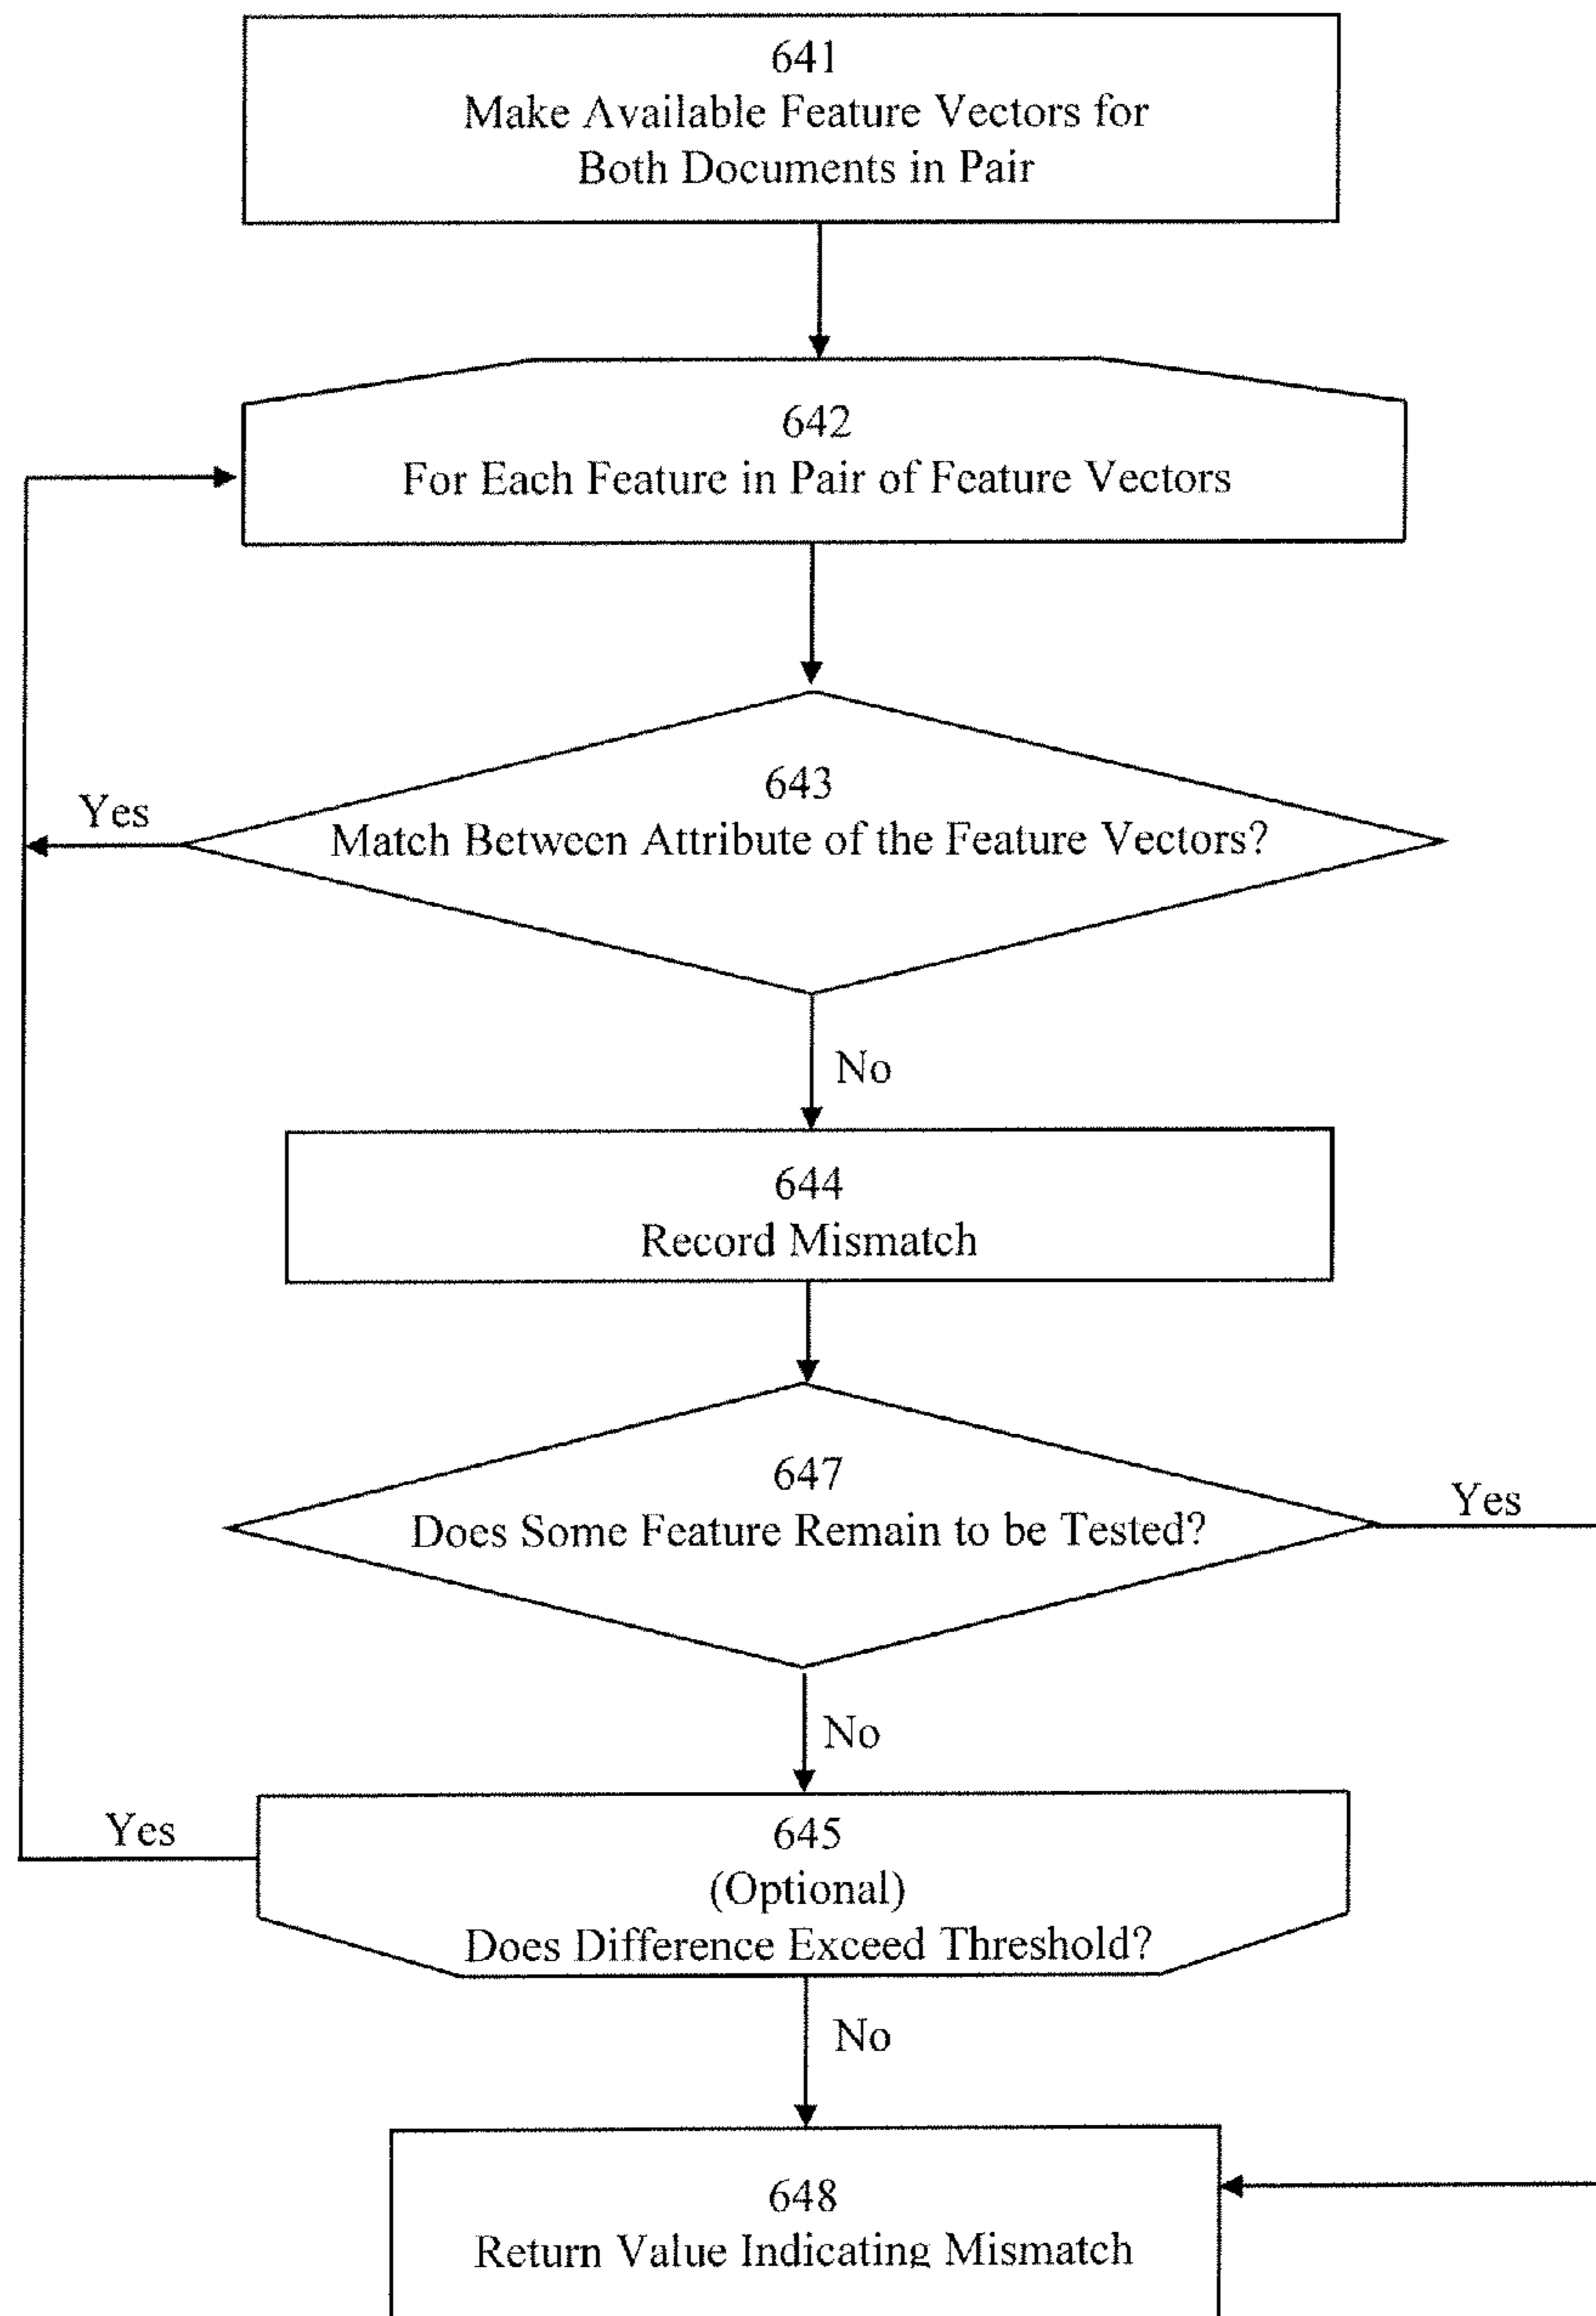 641
Make Available Feature Vectors for
Both Documents in Pair
642
For Each Feature in Pair of Feature Vectors
643
Match Between Attribute of the Feature Vectors?
Yes
No
644
Record Mismatch
647
Does Some Feature Remain to be Tested?
Yes
No
645
(Optional)
Does Difference Exceed Threshold?
Yes
No
648
Return Value Indicating Mismatch